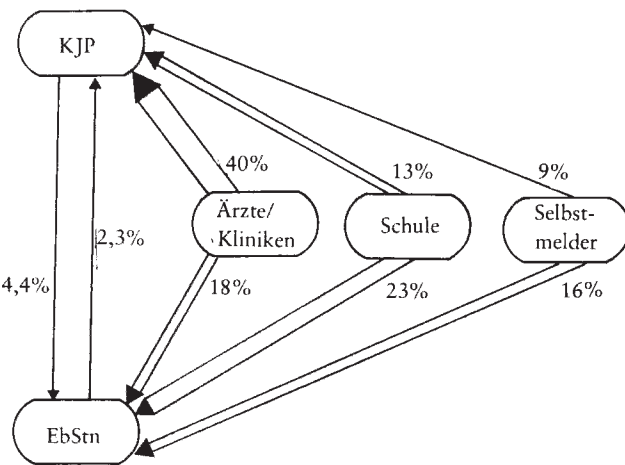 KJP
40%
13%
9%
Ärzte/
Kliniken
Schule
Selbst-
melder
2,3%
4,4%
18%
23%
16%
EbStn